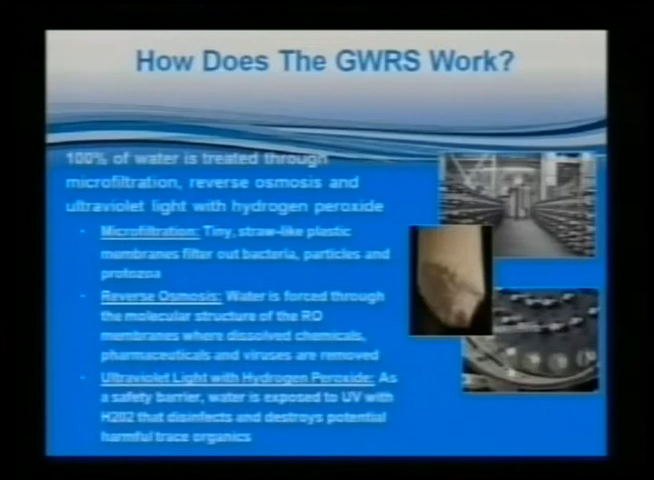 How Does The GWRS Work?
100% of water is treated through
microfiltration, reverse osmosis and
ultraviolet light with hydrogen peroxide
· Microfiltration: Tiny, straw-like plastic
membranes filter out bacteria, particles and
protozoa
· Reverse Osmosis: Water is forced through
the molecular structure of the RO
membranes where dissolved chemicals,
pharmaceuticals and viruses are removed
· Ultraviolet Light with Hydrogen Peroxide: As
a safety barrier, water is exposed to UV with
H202 that disinfects and destroys potential
harmful trace organics